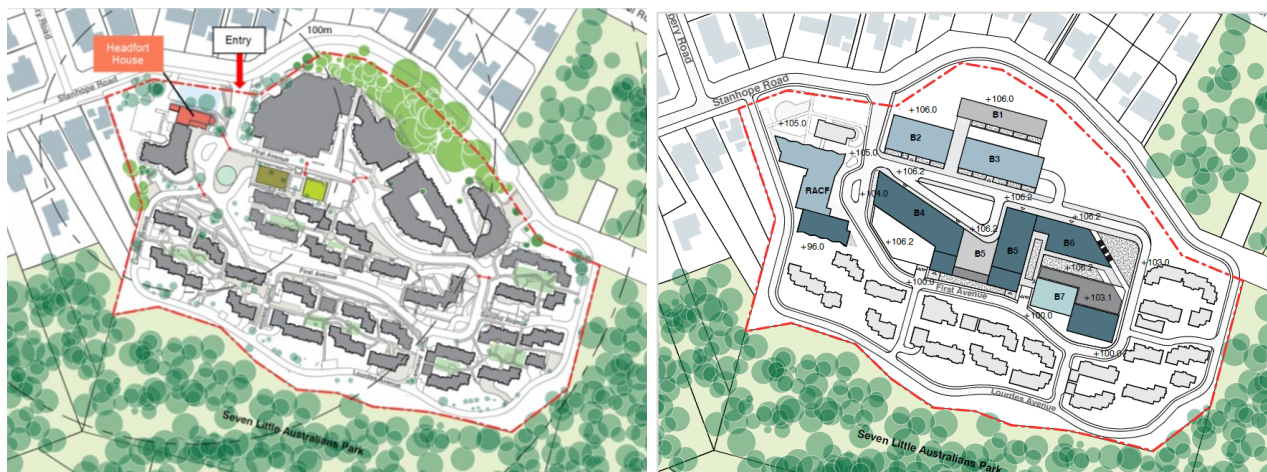 Headfort
House
Entry
100m
Stanhope Road
First Avenue
First Avenue
Seven Little Australians Park
Stanhope Road
+106.0
B1
+106.0
B2
B3
+105.0
+105.0
+106.2
RACF
+104.0
+106.2
B4
+106.2
+106.2
B5
B5
B6
+96.0
+106.2
+106.2
+103.0
+100.0
First Avenue
B7
+103.1
+100.0
+100.0
Lourdes Avenue
Seven Little Australians Park